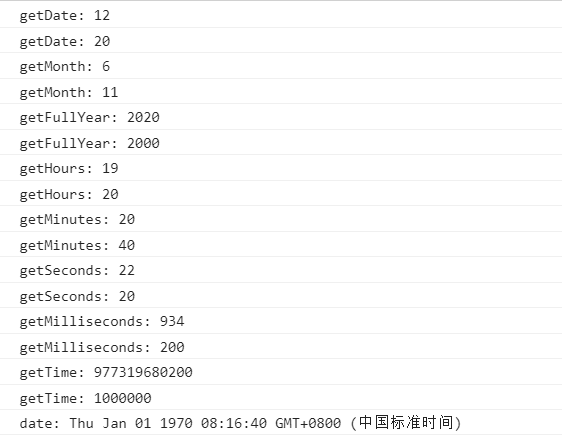 getDate: 12
getDate: 20
getMonth: 6
getMonth: 11
getFullYear: 2020
getFullYear: 2000
getHours: 19
getHours: 20
getMinutes: 20
getMinutes: 40
getSeconds: 22
getSeconds: 20
getMilliseconds: 934
getMilliseconds: 200
getTime: 977319680200
getTime: 1000000
date: Thu Jan 01 1970 08:16:40 GMT+0800 (中国标准时间)